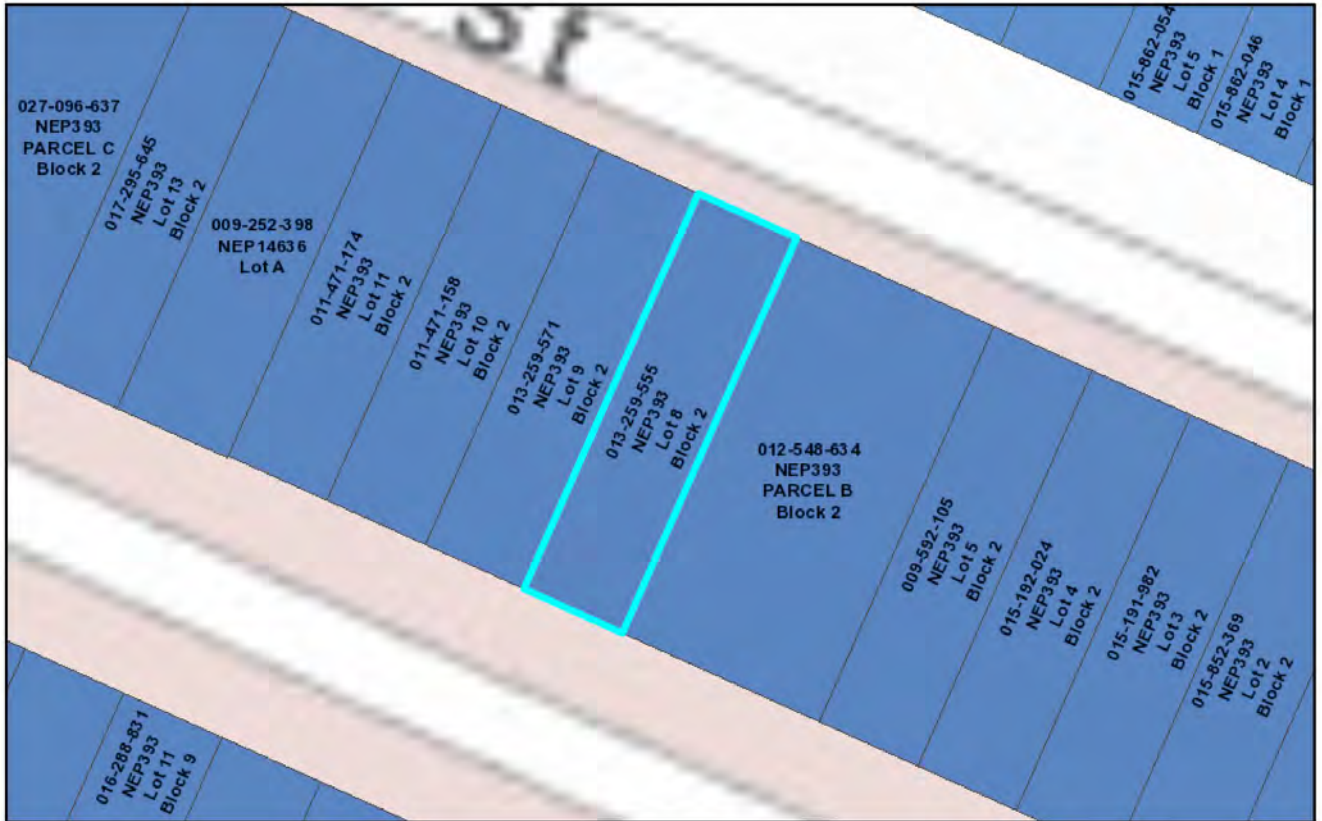 St
027-096-637
NEP393
PARCEL C
Block 2
017-295-645
NEP393
Lot 13
Block 2
009-252-398
NEP14636
Lot A
011-471-174
NEP393
Lot 11
Block 2
011-471-158
NEP393
Lot 10
Block 2
013-259-571
NEP393
Lot 9
Block 2
013-259-555
NEP393
Lot 8
Block 2
012-548-634
NEP393
PARCEL B
Block 2
009-592-105
NEP393
Lot 5
Block 2
015-192-024
NEP393
Lot 4
Block 2
015-191-982
NEP393
Lot 3
Block 2
015-852-369
NEP393
Lot 2
Block 2
015-862-054
NEP393
Lot 5
Block 1
015-862-046
NEP393
Lot 4
Block 1
016-288-831
NEP393
Lot 11
Block 9